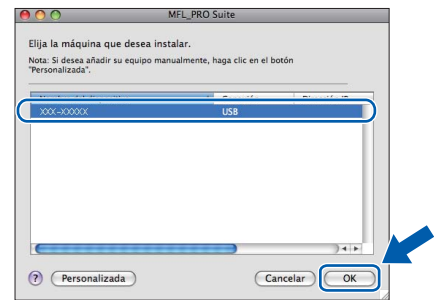 MFL_PRO Suite
Elija la máquina que desea instalar.
Nota: Si desea añadir su equipo manualmente, haga clic en el botón
"Personalizada".
XXX-XXXXX USB
? Personalizada Cancelar OK